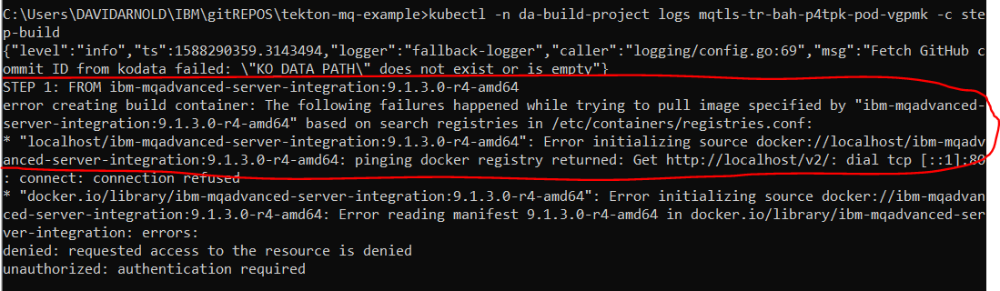 C:\Users\DAVIDARNOLD\IBM\gitREPOS\tekton-mq-example>kubectl -n da-build-project logs mqtls-tr-bah-p4tpk-pod-vgpmk -c ste
p-build
{"level":"info","ts":1588290359.3143494,"logger":"fallback-logger","caller":"logging/config.go:69","msg":"Fetch GitHub c
ommit ID from kodata failed: \"KO_DATA_PATH\" does not exist or is empty"}
STEP 1: FROM ibm-mqadvanced-server-integration:9.1.3.0-r4-amd64
error creating build container: The following failures happened while trying to pull image specified by "ibm-mqadvanced-
server-integration:9.1.3.0-r4-amd64" based on search registries in /etc/containers/registries.conf:
* "localhost/ibm-mqadvanced-server-integration:9.1.3.0-r4-amd64": Error initializing source docker://localhost/ibm-mqadv
anced-server-integration:9.1.3.0-r4-amd64: pinging docker registry returned: Get http://localhost/v2/: dial tcp [::1]:80
: connect: connection refused
* "docker.io/library/ibm-mqadvanced-server-integration:9.1.3.0-r4-amd64": Error initializing source docker://ibm-mqadvan
ced-server-integration:9.1.3.0-r4-amd64: Error reading manifest 9.1.3.0-r4-amd64 in docker.io/library/ibm-mqadvanced-ser
ver-integration: errors:
denied: requested access to the resource is denied
unauthorized: authentication required